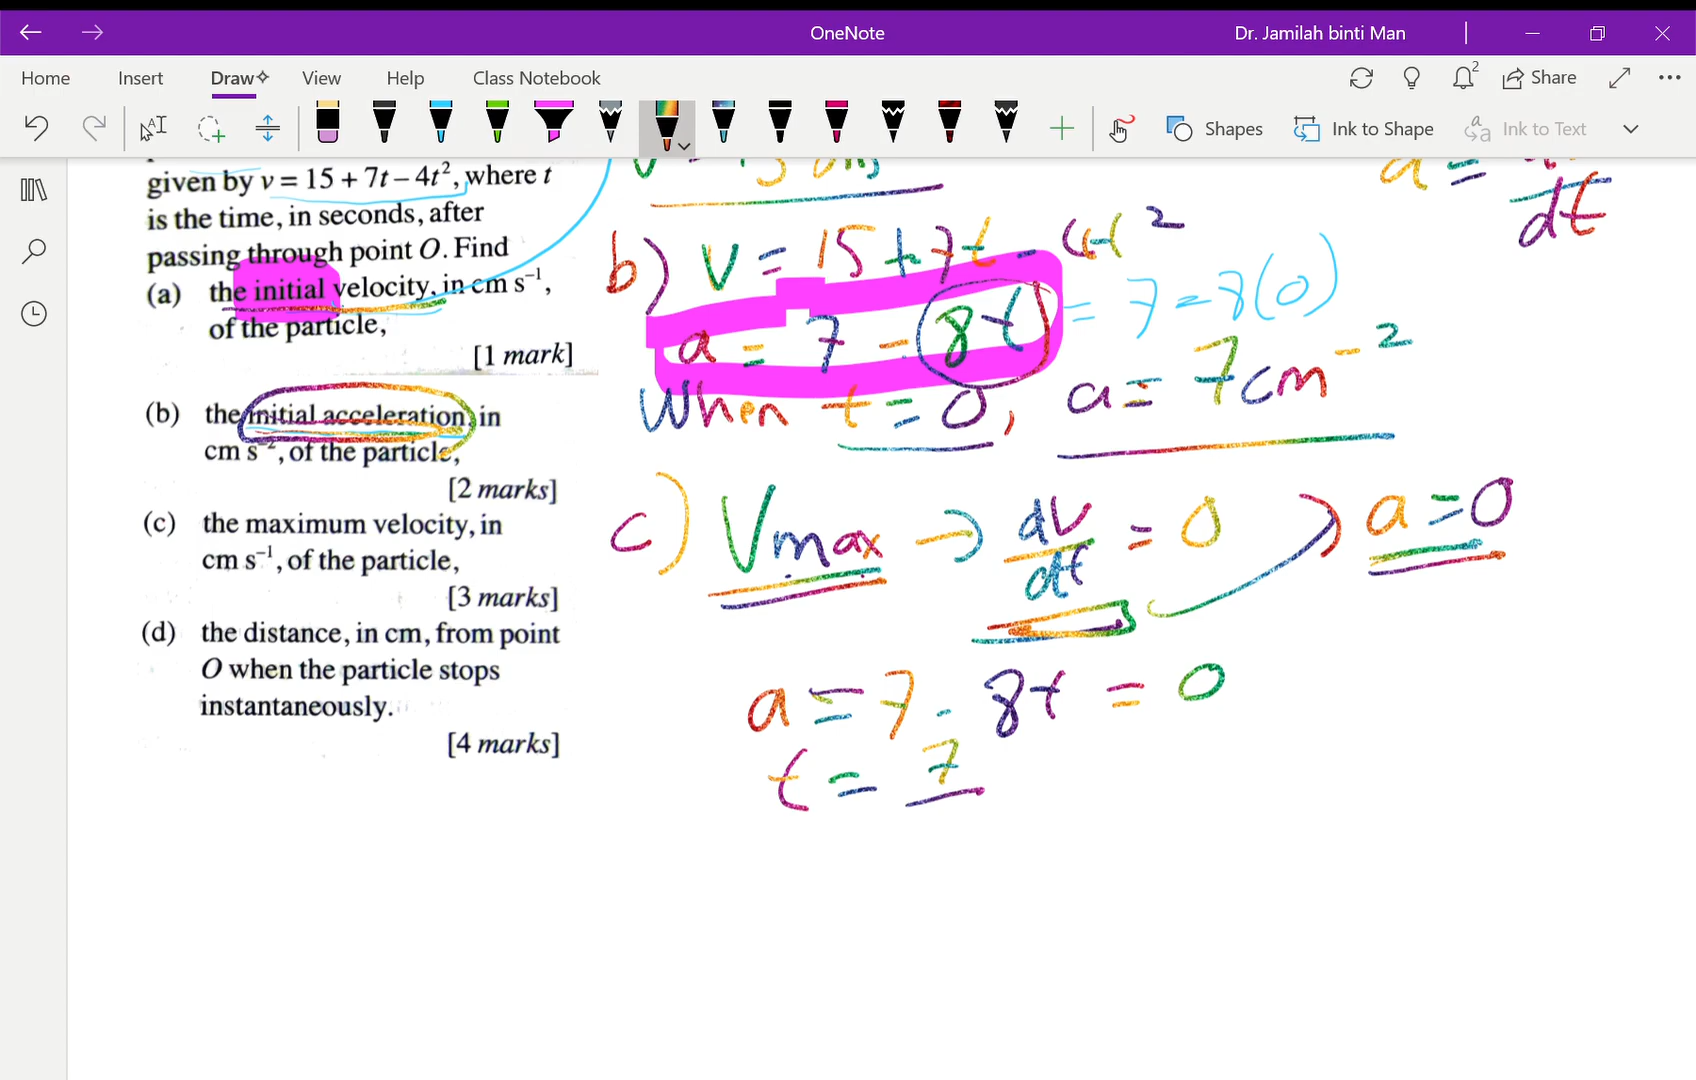 OneNote
Dr. Jamilah binti Man
Home Insert Draw View Help Class Notebook
2 Share
Shapes Ink to Shape Ink to Text
given by v = 15 + 7t – 4t², where t
is the time, in seconds, after
passing through point O. Find
(a) the initial velocity, in cm s⁻¹,
of the particle,
[1 mark]
(b) the initial acceleration in
cm s⁻², of the particle,
[2 marks]
(c) the maximum velocity, in
cm s⁻¹, of the particle,
[3 marks]
(d) the distance, in cm, from point
O when the particle stops
instantaneously.
[4 marks]
a =
dt
b) v = 15 + 7t - 4t²
a = 7 - 8t = 7 - 8(0)
When t = 0, a = 7cm⁻²
c) Vmax → dv/dt = 0 a = 0
a = 7 - 8t = 0
t = 7